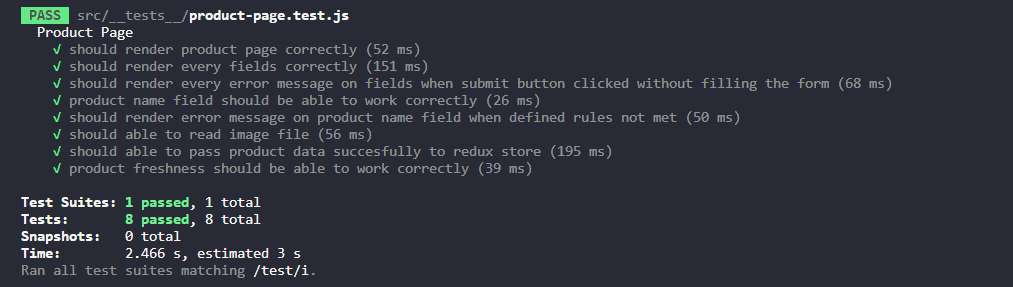 PASS src/__tests__/product-page.test.js
Product Page
√ should render product page correctly (52 ms)
√ should render every fields correctly (151 ms)
√ should render every error message on fields when submit button clicked without filling the form (68 ms)
√ product name field should be able to work correctly (26 ms)
√ should render error message on product name field when defined rules not met (50 ms)
√ should able to read image file (56 ms)
√ should able to pass product data succesfully to redux store (195 ms)
√ product freshness should be able to work correctly (39 ms)
Test Suites: 1 passed, 1 total
Tests: 8 passed, 8 total
Snapshots: 0 total
Time: 2.466 s, estimated 3 s
Ran all test suites matching /test/i.